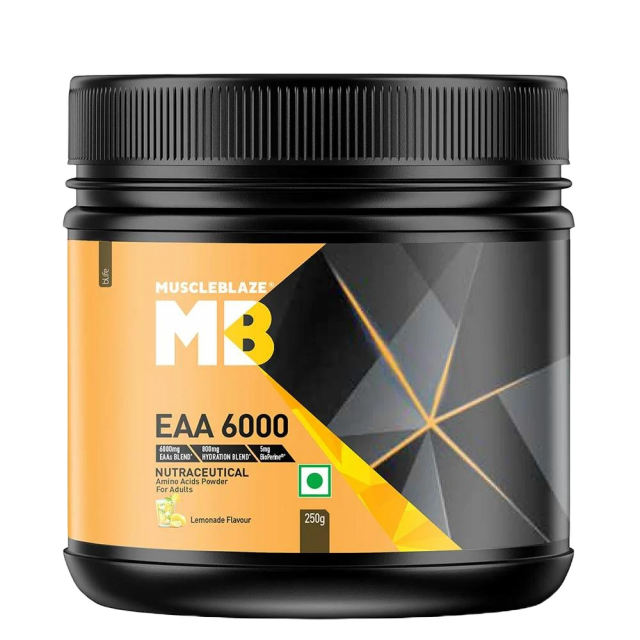 bLife
MUSCLEBLAZE®
MB
EAA 6000
6000mg
EAAs BLEND*
800mg
HYDRATION BLEND*
5mg
BioPerine®*
NUTRACEUTICAL
Amino Acids Powder
For Adults
Lemonade Flavour
250g